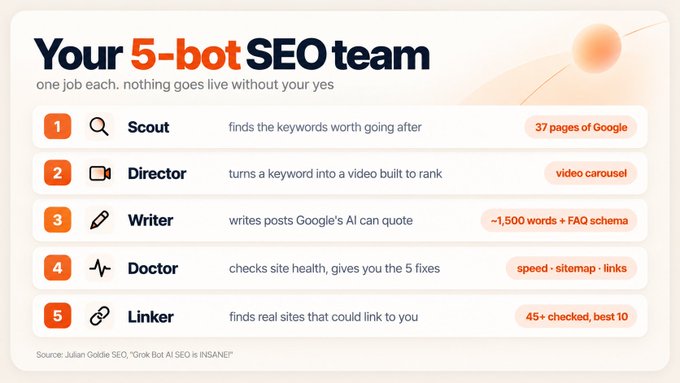 Your 5-bot SEO team
one job each. nothing goes live without your yes
1 Scout finds the keywords worth going after 37 pages of Google
2 Director turns a keyword into a video built to rank video carousel
3 Writer writes posts Google's AI can quote ~1,500 words + FAQ schema
4 Doctor checks site health, gives you the 5 fixes speed · sitemap · links
5 Linker finds real sites that could link to you 45+ checked, best 10
Source: Julian Goldie SEO, "Grok Bot AI SEO is INSANE!"